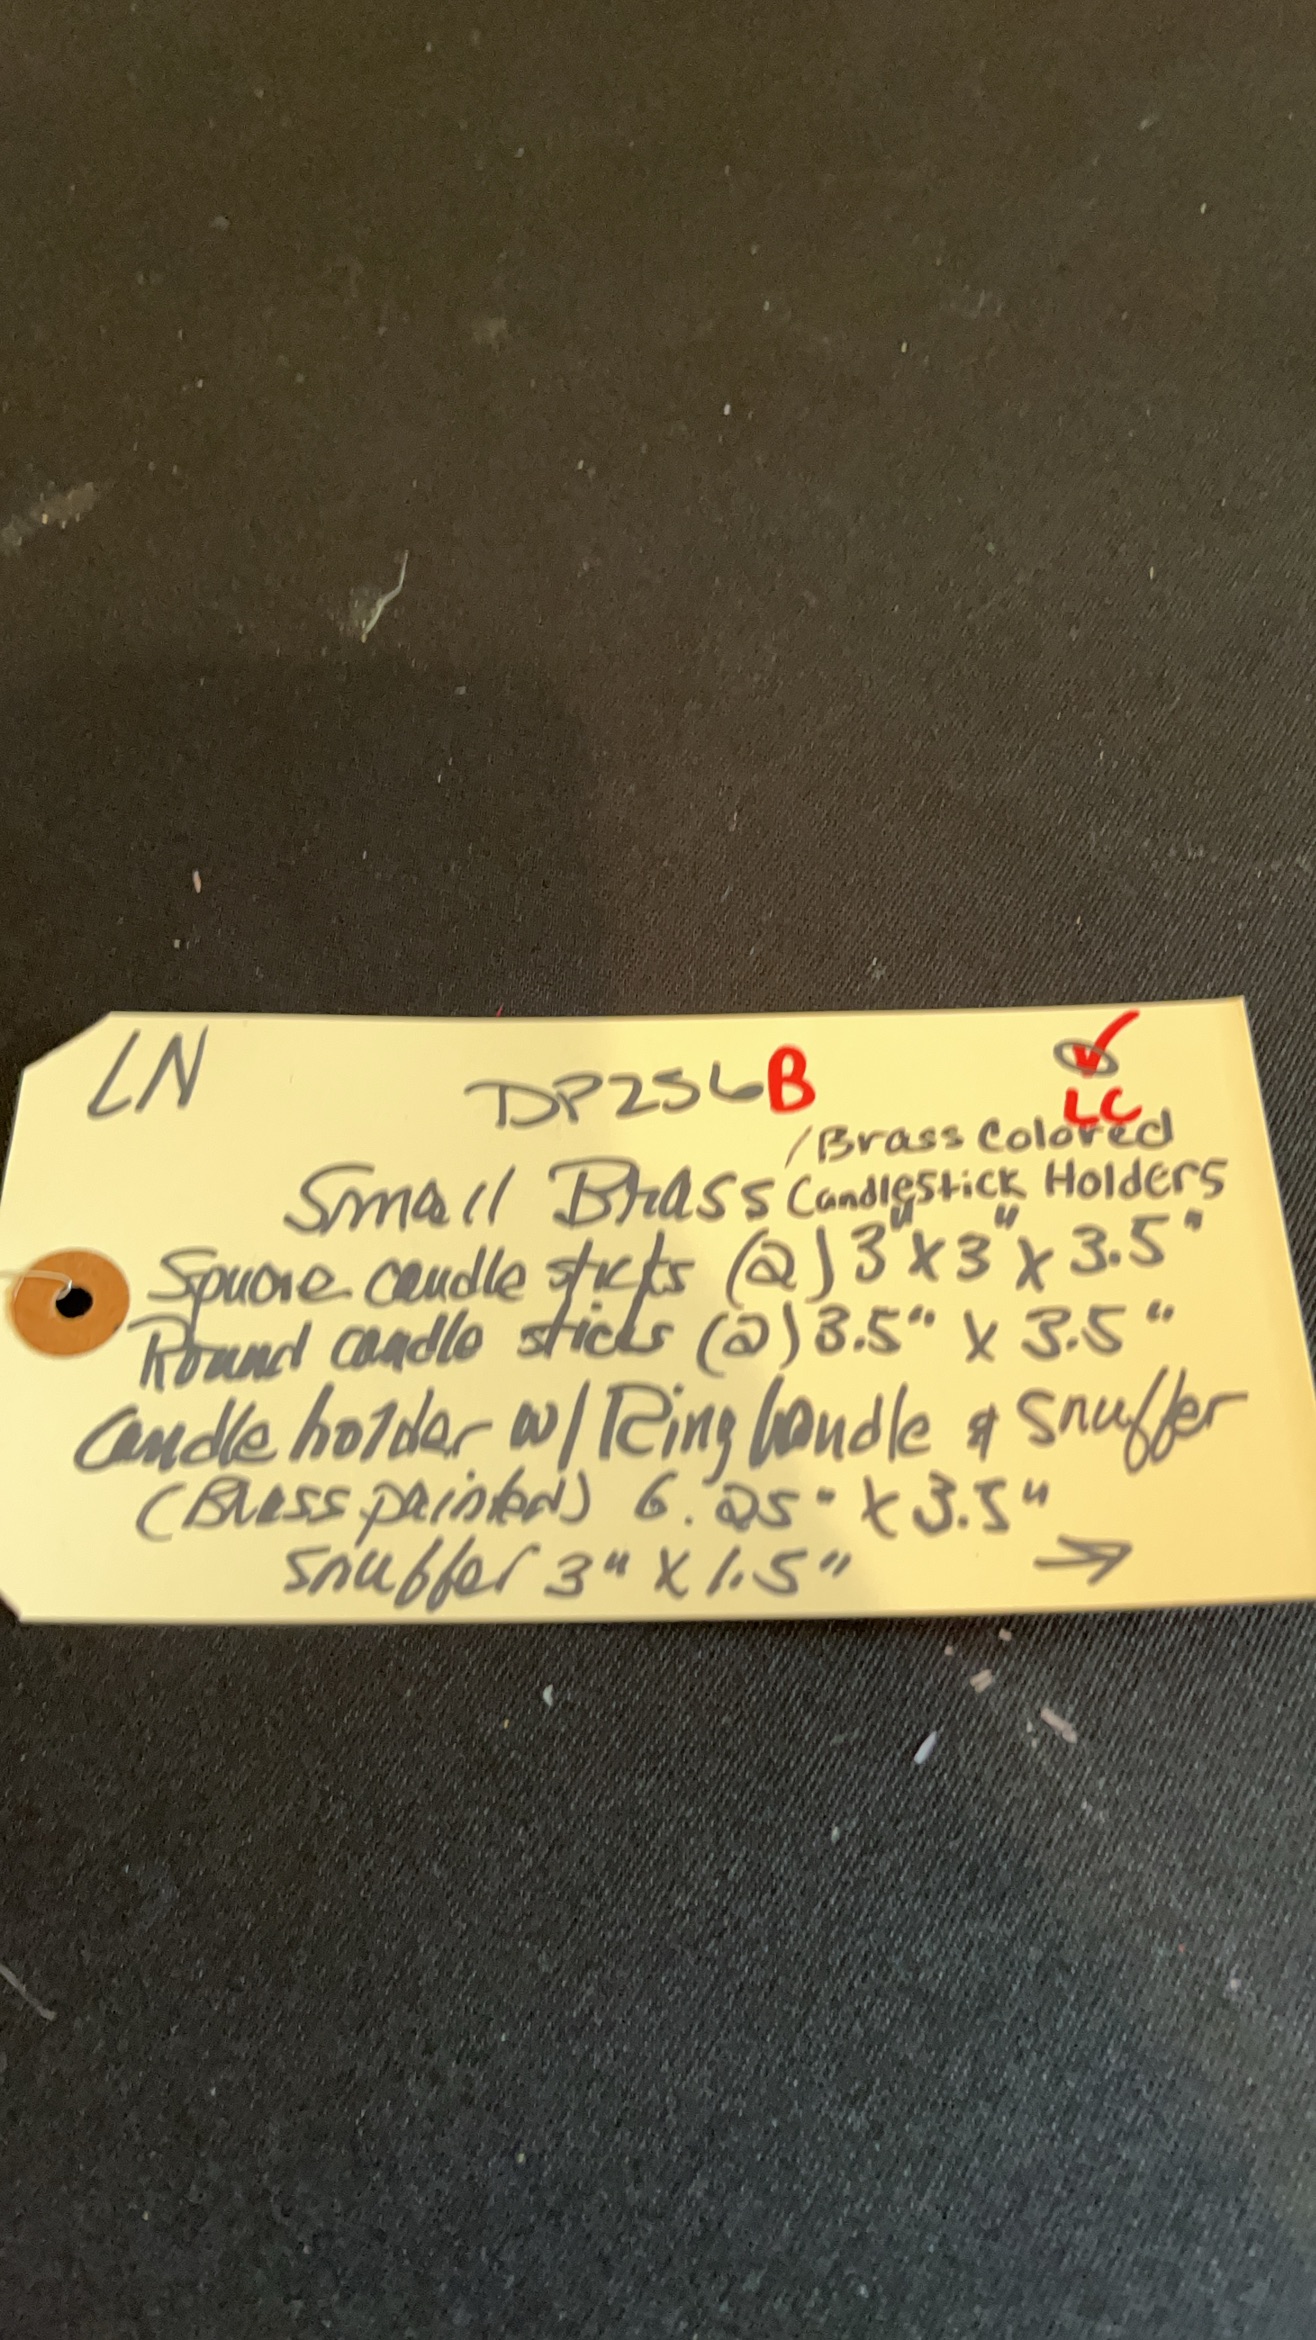 LN
DP256B
LC
/Brass Colored
Small Brass Candlestick Holders
Square candle sticks (2) 3" x 3" x 3.5"
Round candle sticks (2) 3.5" x 3.5"
Candle holder w/ Ring handle & Snuffer
(Brass painted) 6.25" x 3.5"
Snuffer 3" x 1.5" →